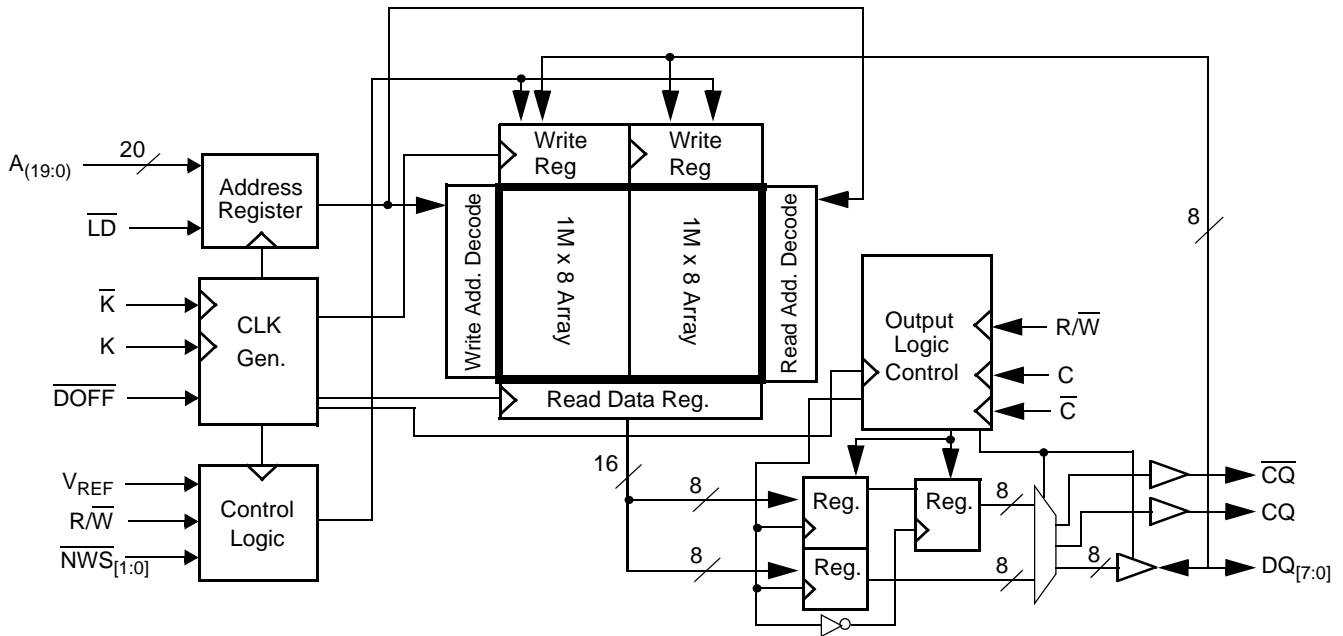 A(19:0)
20
LD
Address
Register
K
K
DOFF
CLK
Gen.
VREF
R/W
NWS[1:0]
Control
Logic
Write
Reg
Write
Reg
Write Add. Decode
1M x 8 Array
1M x 8 Array
Read Add. Decode
Read Data Reg.
16
8
8
Output
Logic
Control
R/W
C
C
8
Reg.
Reg.
Reg.
8
8
8
CQ
CQ
DQ[7:0]